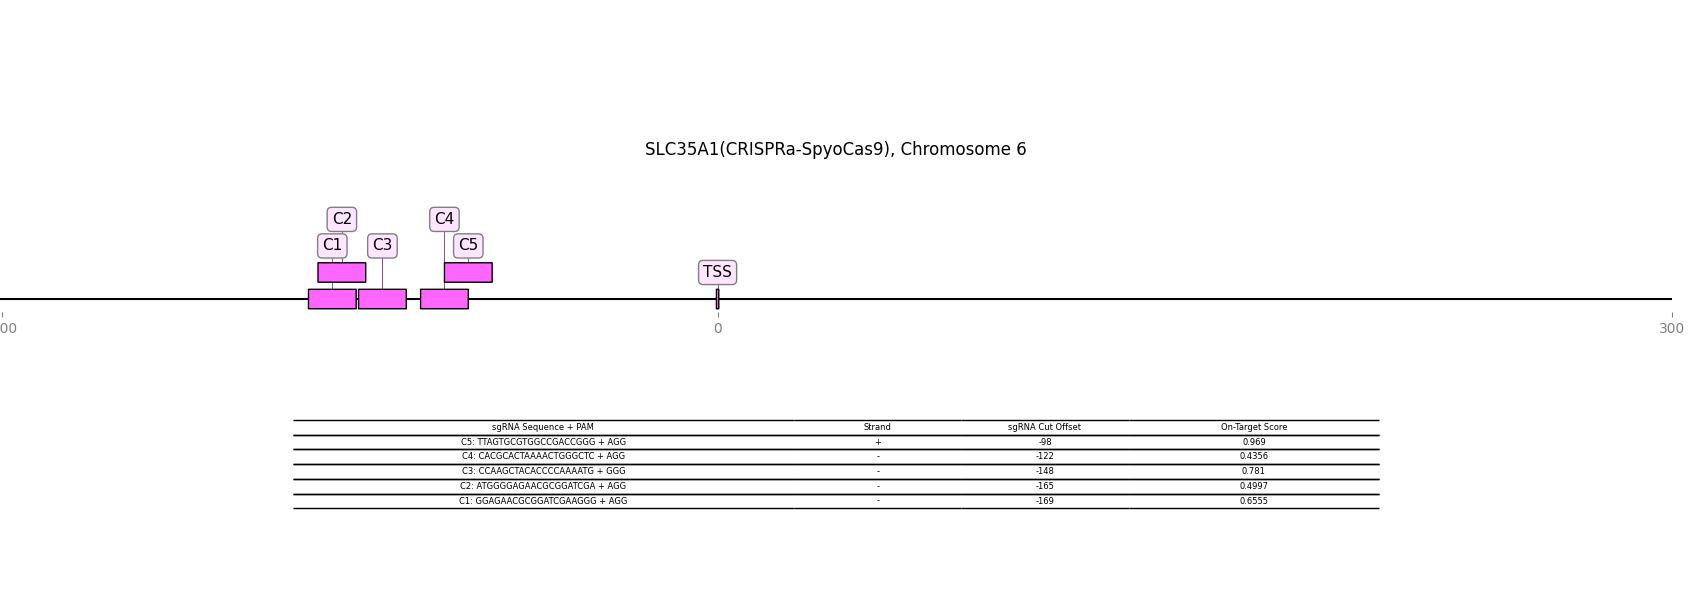 SLC35A1(CRISPRa-SpyoCas9), Chromosome 6
C2 C4
C1 C3 C5
TSS
00 0 300
sgRNA Sequence + PAM Strand sgRNA Cut Offset On-Target Score
C5: TTAGTGCGTGGCCGACCGGG + AGG + -98 0.969
C4: CACGCACTAAAACTGGGCTC + AGG - -122 0.4356
C3: CCAAGCTACACCCCAAAATG + GGG - -148 0.781
C2: ATGGGGAGAACGCGGATCGA + AGG - -165 0.4997
C1: GGAGAACGCGGATCGAAGGG + AGG - -169 0.6555